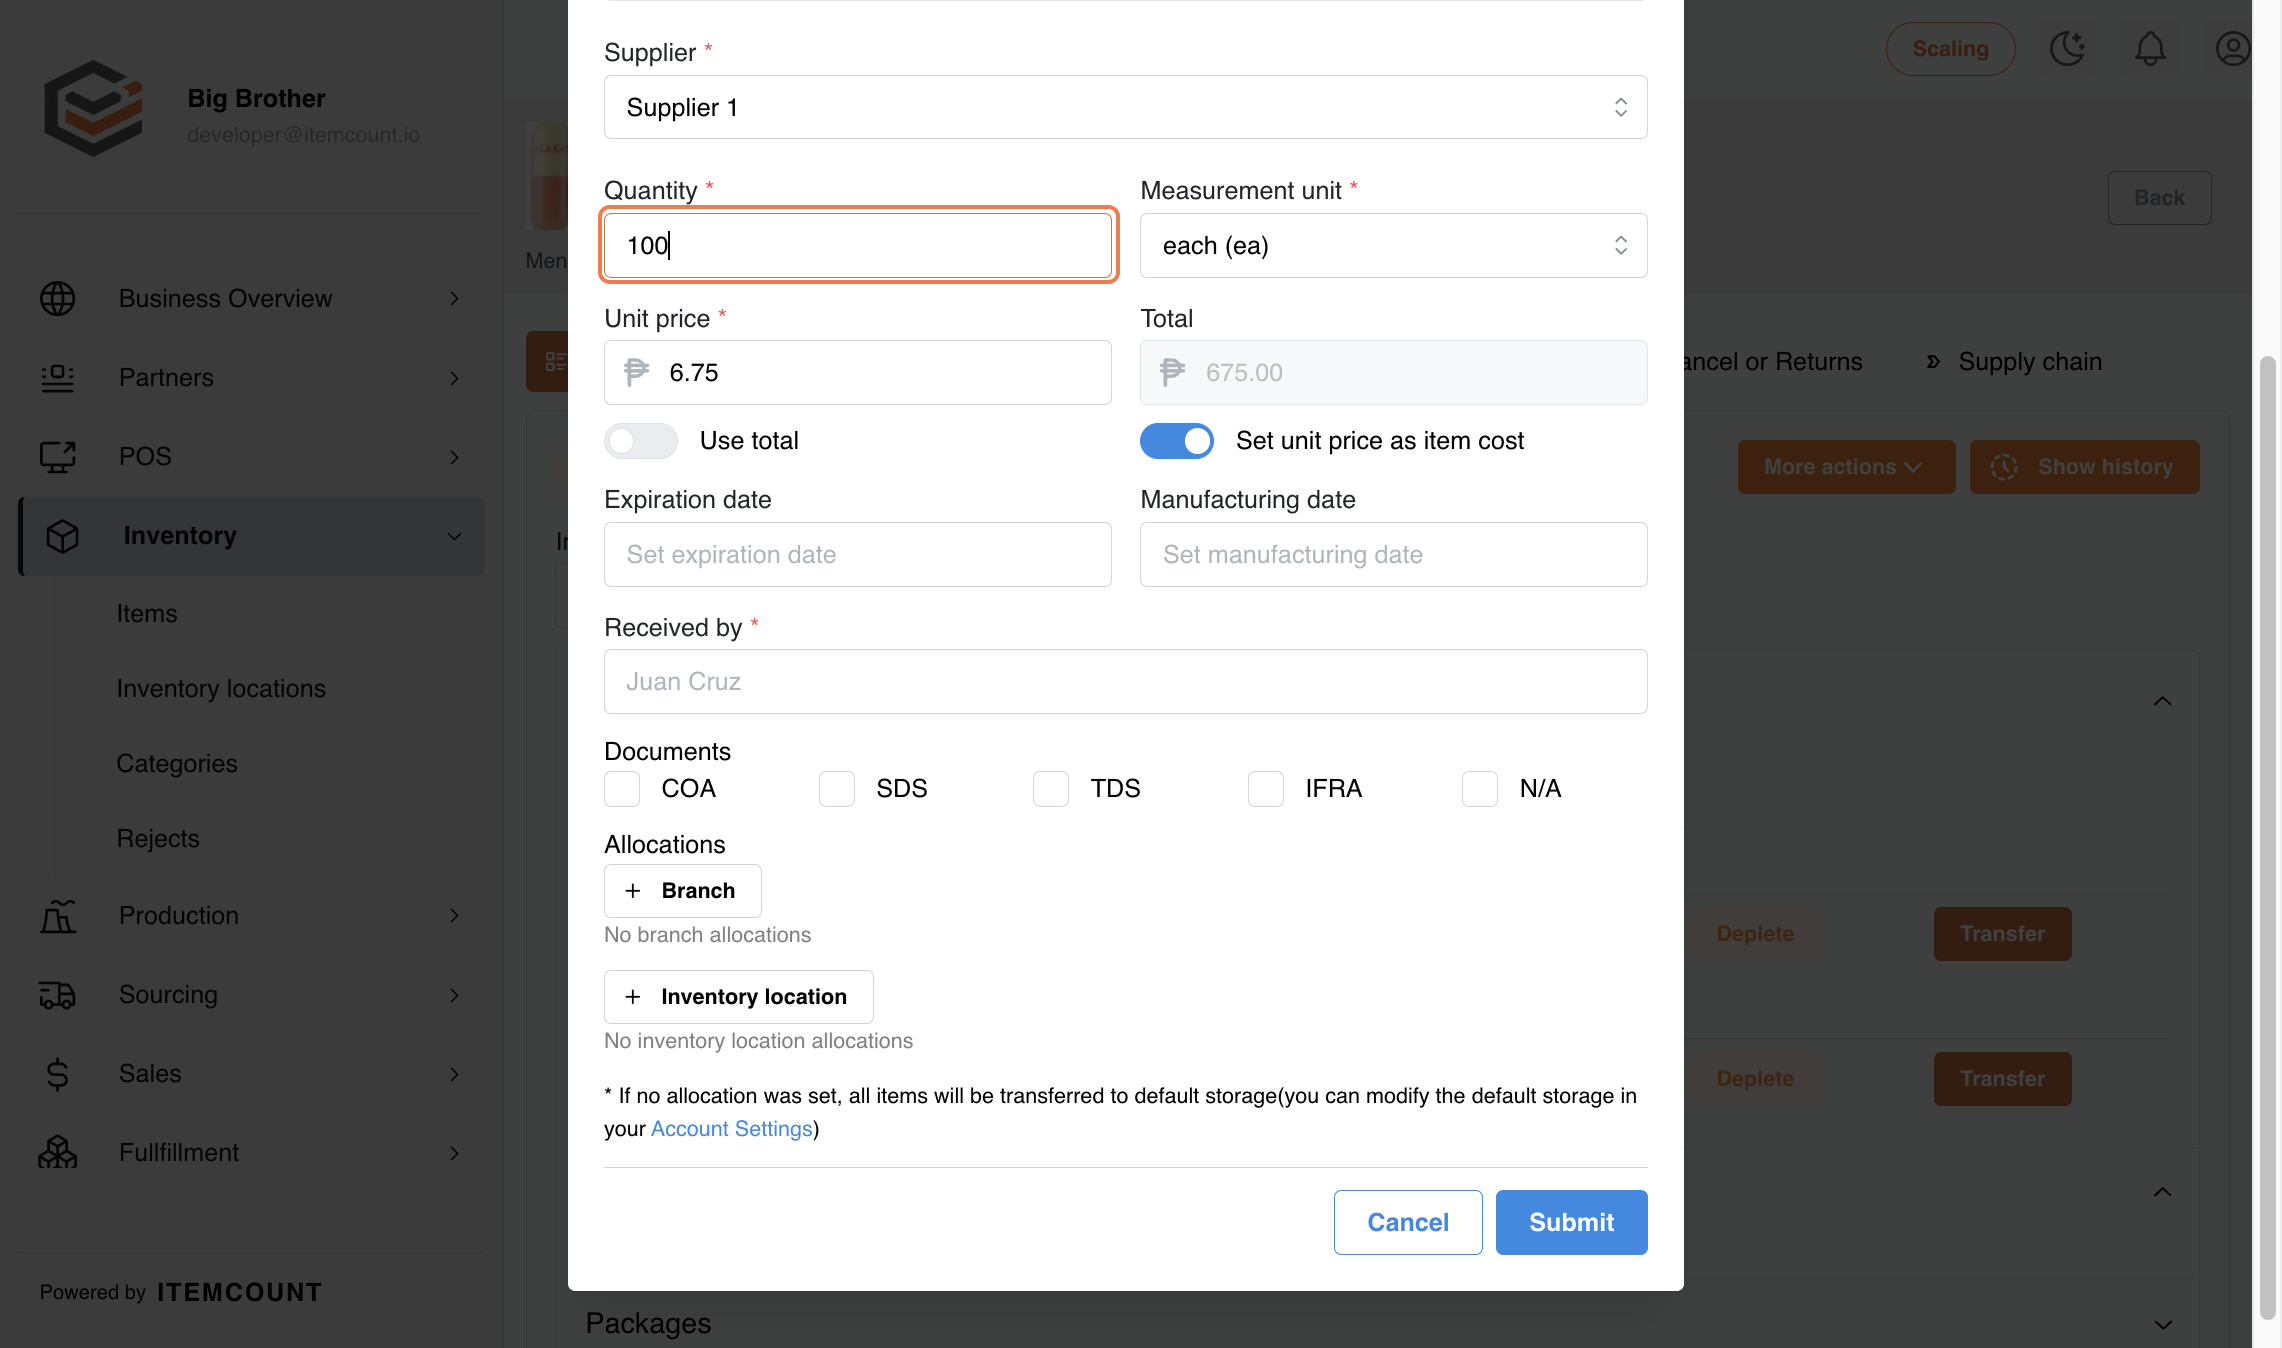 Big Brother
developer@itemcount.io
Business Overview
Partners
POS
Inventory
Items
Inventory locations
Categories
Rejects
Production
Sourcing
Sales
Fullfillment
Powered by ITEMCOUNT
Scaling
Back
Men
ancel or Returns
Supply chain
More actions
Show history
Supplier *
Supplier 1
Quantity *
Measurement unit *
100
each (ea)
Unit price *
Total
₱ 6.75
₱ 675.00
Use total
Set unit price as item cost
Expiration date
Manufacturing date
Set expiration date
Set manufacturing date
Received by *
Juan Cruz
Documents
COA
SDS
TDS
IFRA
N/A
Allocations
+ Branch
No branch allocations
+ Inventory location
No inventory location allocations
* If no allocation was set, all items will be transferred to default storage(you can modify the default storage in
your Account Settings)
Cancel
Submit
Deplete
Transfer
Deplete
Transfer
Packages